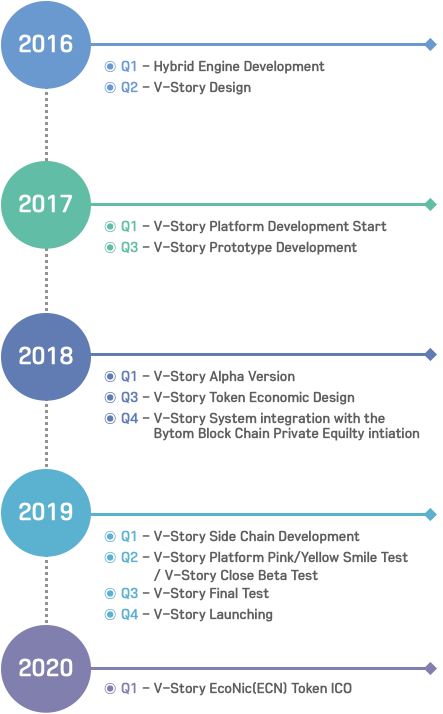 2016
Q1 - Hybrid Engine Development
Q2 - V-Story Design
2017
Q1 - V-Story Platform Development Start
Q3 - V-Story Prototype Development
2018
Q1 - V-Story Alpha Version
Q3 - V-Story Token Economic Design
Q4 - V-Story System integration with the
Bytom Block Chain Private Equilty intiation
2019
Q1 - V-Story Side Chain Development
Q2 - V-Story Platform Pink/Yellow Smile Test
/ V-Story Close Beta Test
Q3 - V-Story Final Test
Q4 - V-Story Launching
2020
Q1 - V-Story EcoNic(ECN) Token ICO